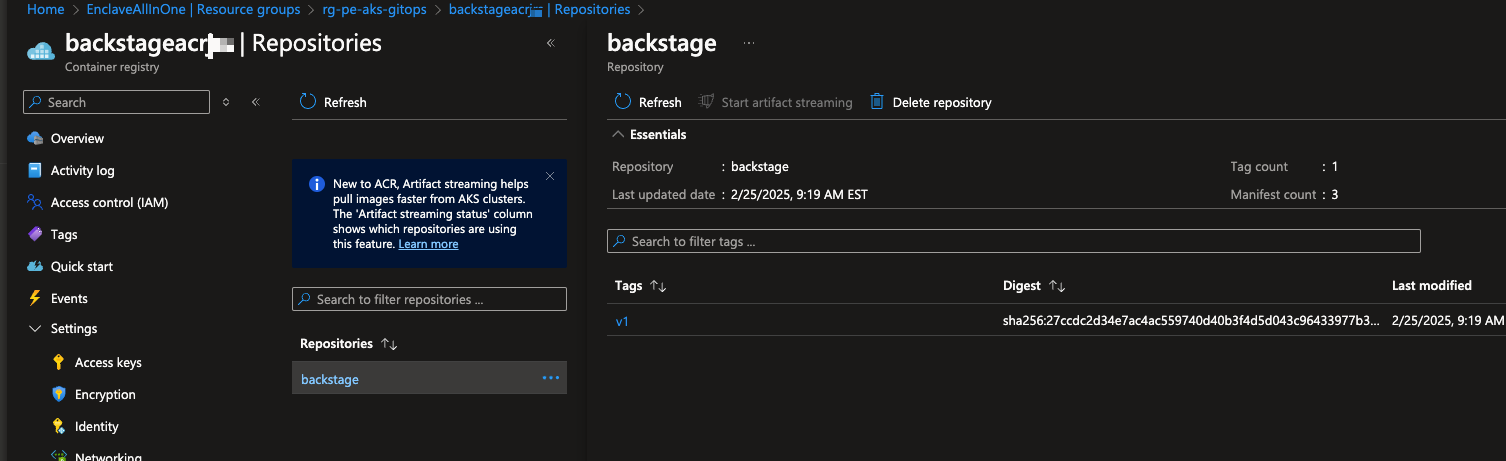 Home > EnclaveAllInOne | Resource groups > rg-pe-aks-gitops > backstageacr | Repositories >
backstageacr | Repositories
Container registry
«
Search
«
Overview
Activity log
Access control (IAM)
Tags
Quick start
Events
Settings
Access keys
Encryption
Identity
Networking
Refresh
New to ACR, Artifact streaming helps
pull images faster from AKS clusters.
The 'Artifact streaming status' column
shows which repositories are using
this feature. Learn more
Search to filter repositories ...
Repositories ↑↓
backstage ...
backstage ...
Repository
Refresh Start artifact streaming Delete repository
Essentials
Repository : backstage Tag count : 1
Last updated date : 2/25/2025, 9:19 AM EST Manifest count : 3
Search to filter tags ...
Tags ↑↓ Digest ↑↓ Last modified
v1 sha256:27ccdc2d34e7ac4ac559740d40b3f4d5d043c96433977b3... 2/25/2025, 9:19 AM